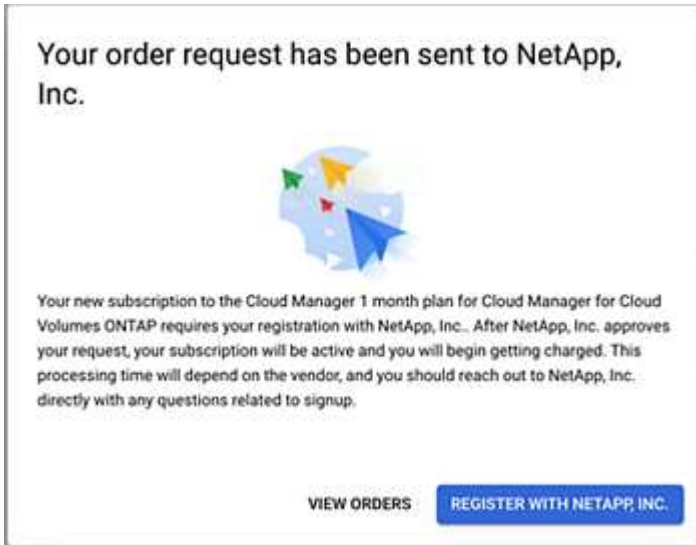 Your order request has been sent to NetApp,
Inc.
Your new subscription to the Cloud Manager 1 month plan for Cloud Manager for Cloud
Volumes ONTAP requires your registration with NetApp, Inc.. After NetApp, Inc. approves
your request, your subscription will be active and you will begin getting charged. This
processing time will depend on the vendor, and you should reach out to NetApp, Inc.
directly with any questions related to signup.
VIEW ORDERS
REGISTER WITH NETAPP, INC.